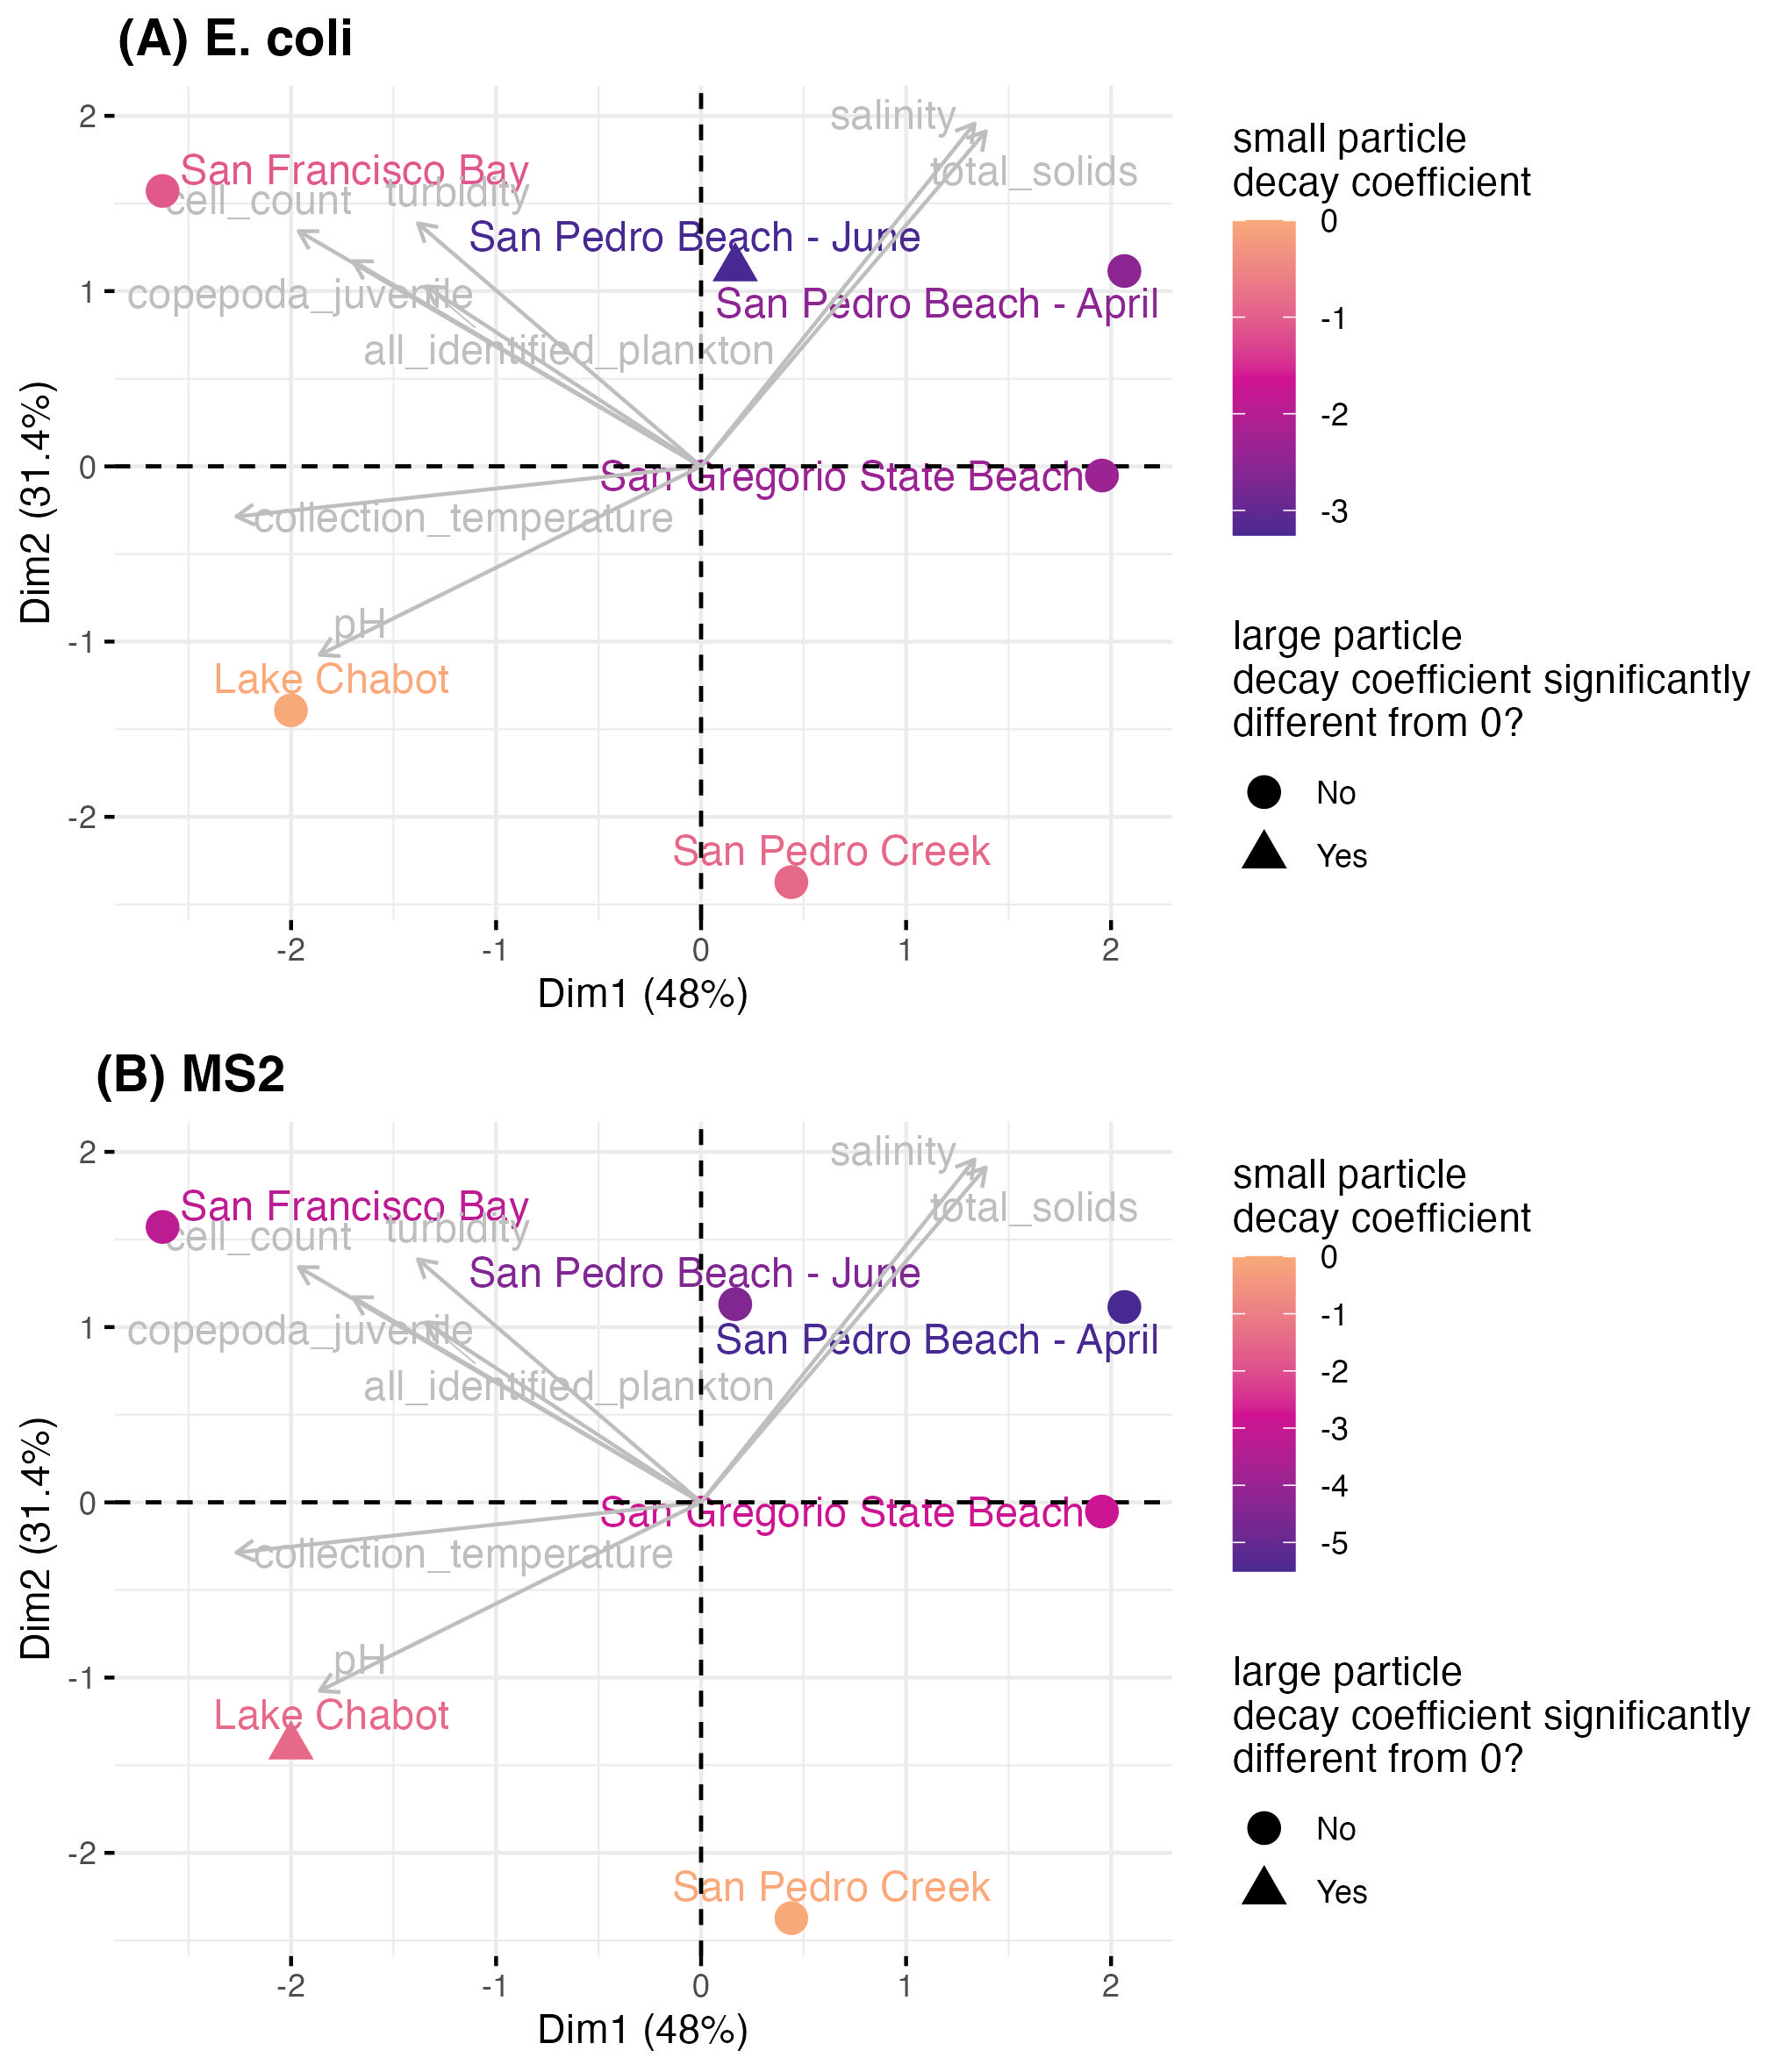 (A) E. coli
2
1
0
-1
-2
Dim2 (31.4%)
salinity
total_solids
San Francisco Bay
cell_count
turbidity
San Pedro Beach - June
copepoda_juvenile
San Pedro Beach - April
all_identified_plankton
San Gregorio State Beach
collection_temperature
pH
Lake Chabot
San Pedro Creek
-2
-1
0
1
2
Dim1 (48%)
small particle
decay coefficient
0
-1
-2
-3
large particle
decay coefficient significantly
different from 0?
No
Yes
(B) MS2
2
1
0
-1
-2
Dim2 (31.4%)
salinity
total_solids
San Francisco Bay
cell_count
turbidity
San Pedro Beach - June
copepoda_juvenile
San Pedro Beach - April
all_identified_plankton
San Gregorio State Beach
collection_temperature
pH
Lake Chabot
San Pedro Creek
-2
-1
0
1
2
Dim1 (48%)
small particle
decay coefficient
0
-1
-2
-3
-4
-5
large particle
decay coefficient significantly
different from 0?
No
Yes